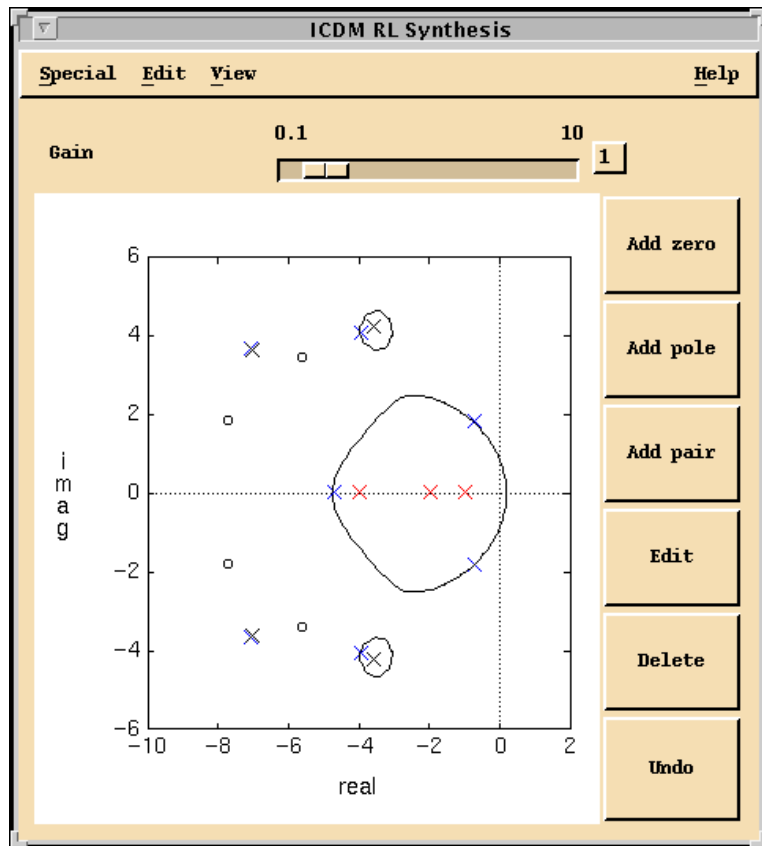 ICDM RL Synthesis
Special Edit View Help
Gain 0.1 10 1
Add zero
Add pole
Add pair
Edit
Delete
Undo
6
4
2
0
-2
-4
-6
imag
-10 -8 -6 -4 -2 0 2
real